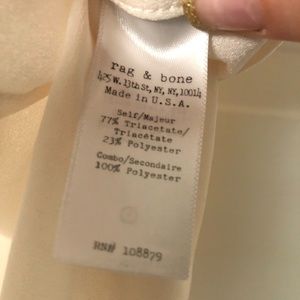 rag & bone
425 W. 13th St, NY, NY, 10014
Made in U.S.A.
Self/Majeur
77% Triacetate/
Triacétate
23% Polyester
Combo/Secondaire
100% Polyester
RN# 108879